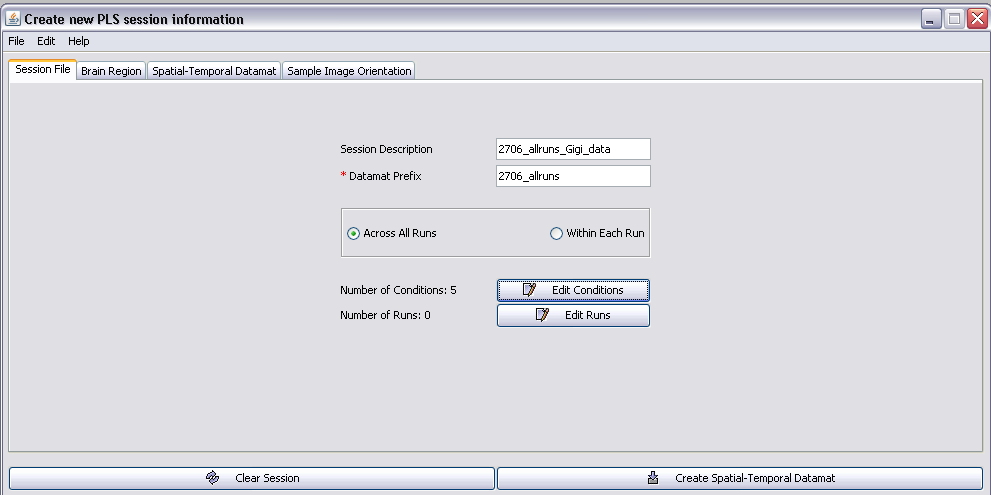 Create new PLS session information
File Edit Help
Session File Brain Region Spatial-Temporal Datamat Sample Image Orientation
Session Description 2706_allruns_Gigi_data
* Datamat Prefix 2706_allruns
Across All Runs Within Each Run
Number of Conditions: 5 Edit Conditions
Number of Runs: 0 Edit Runs
Clear Session Create Spatial-Temporal Datamat